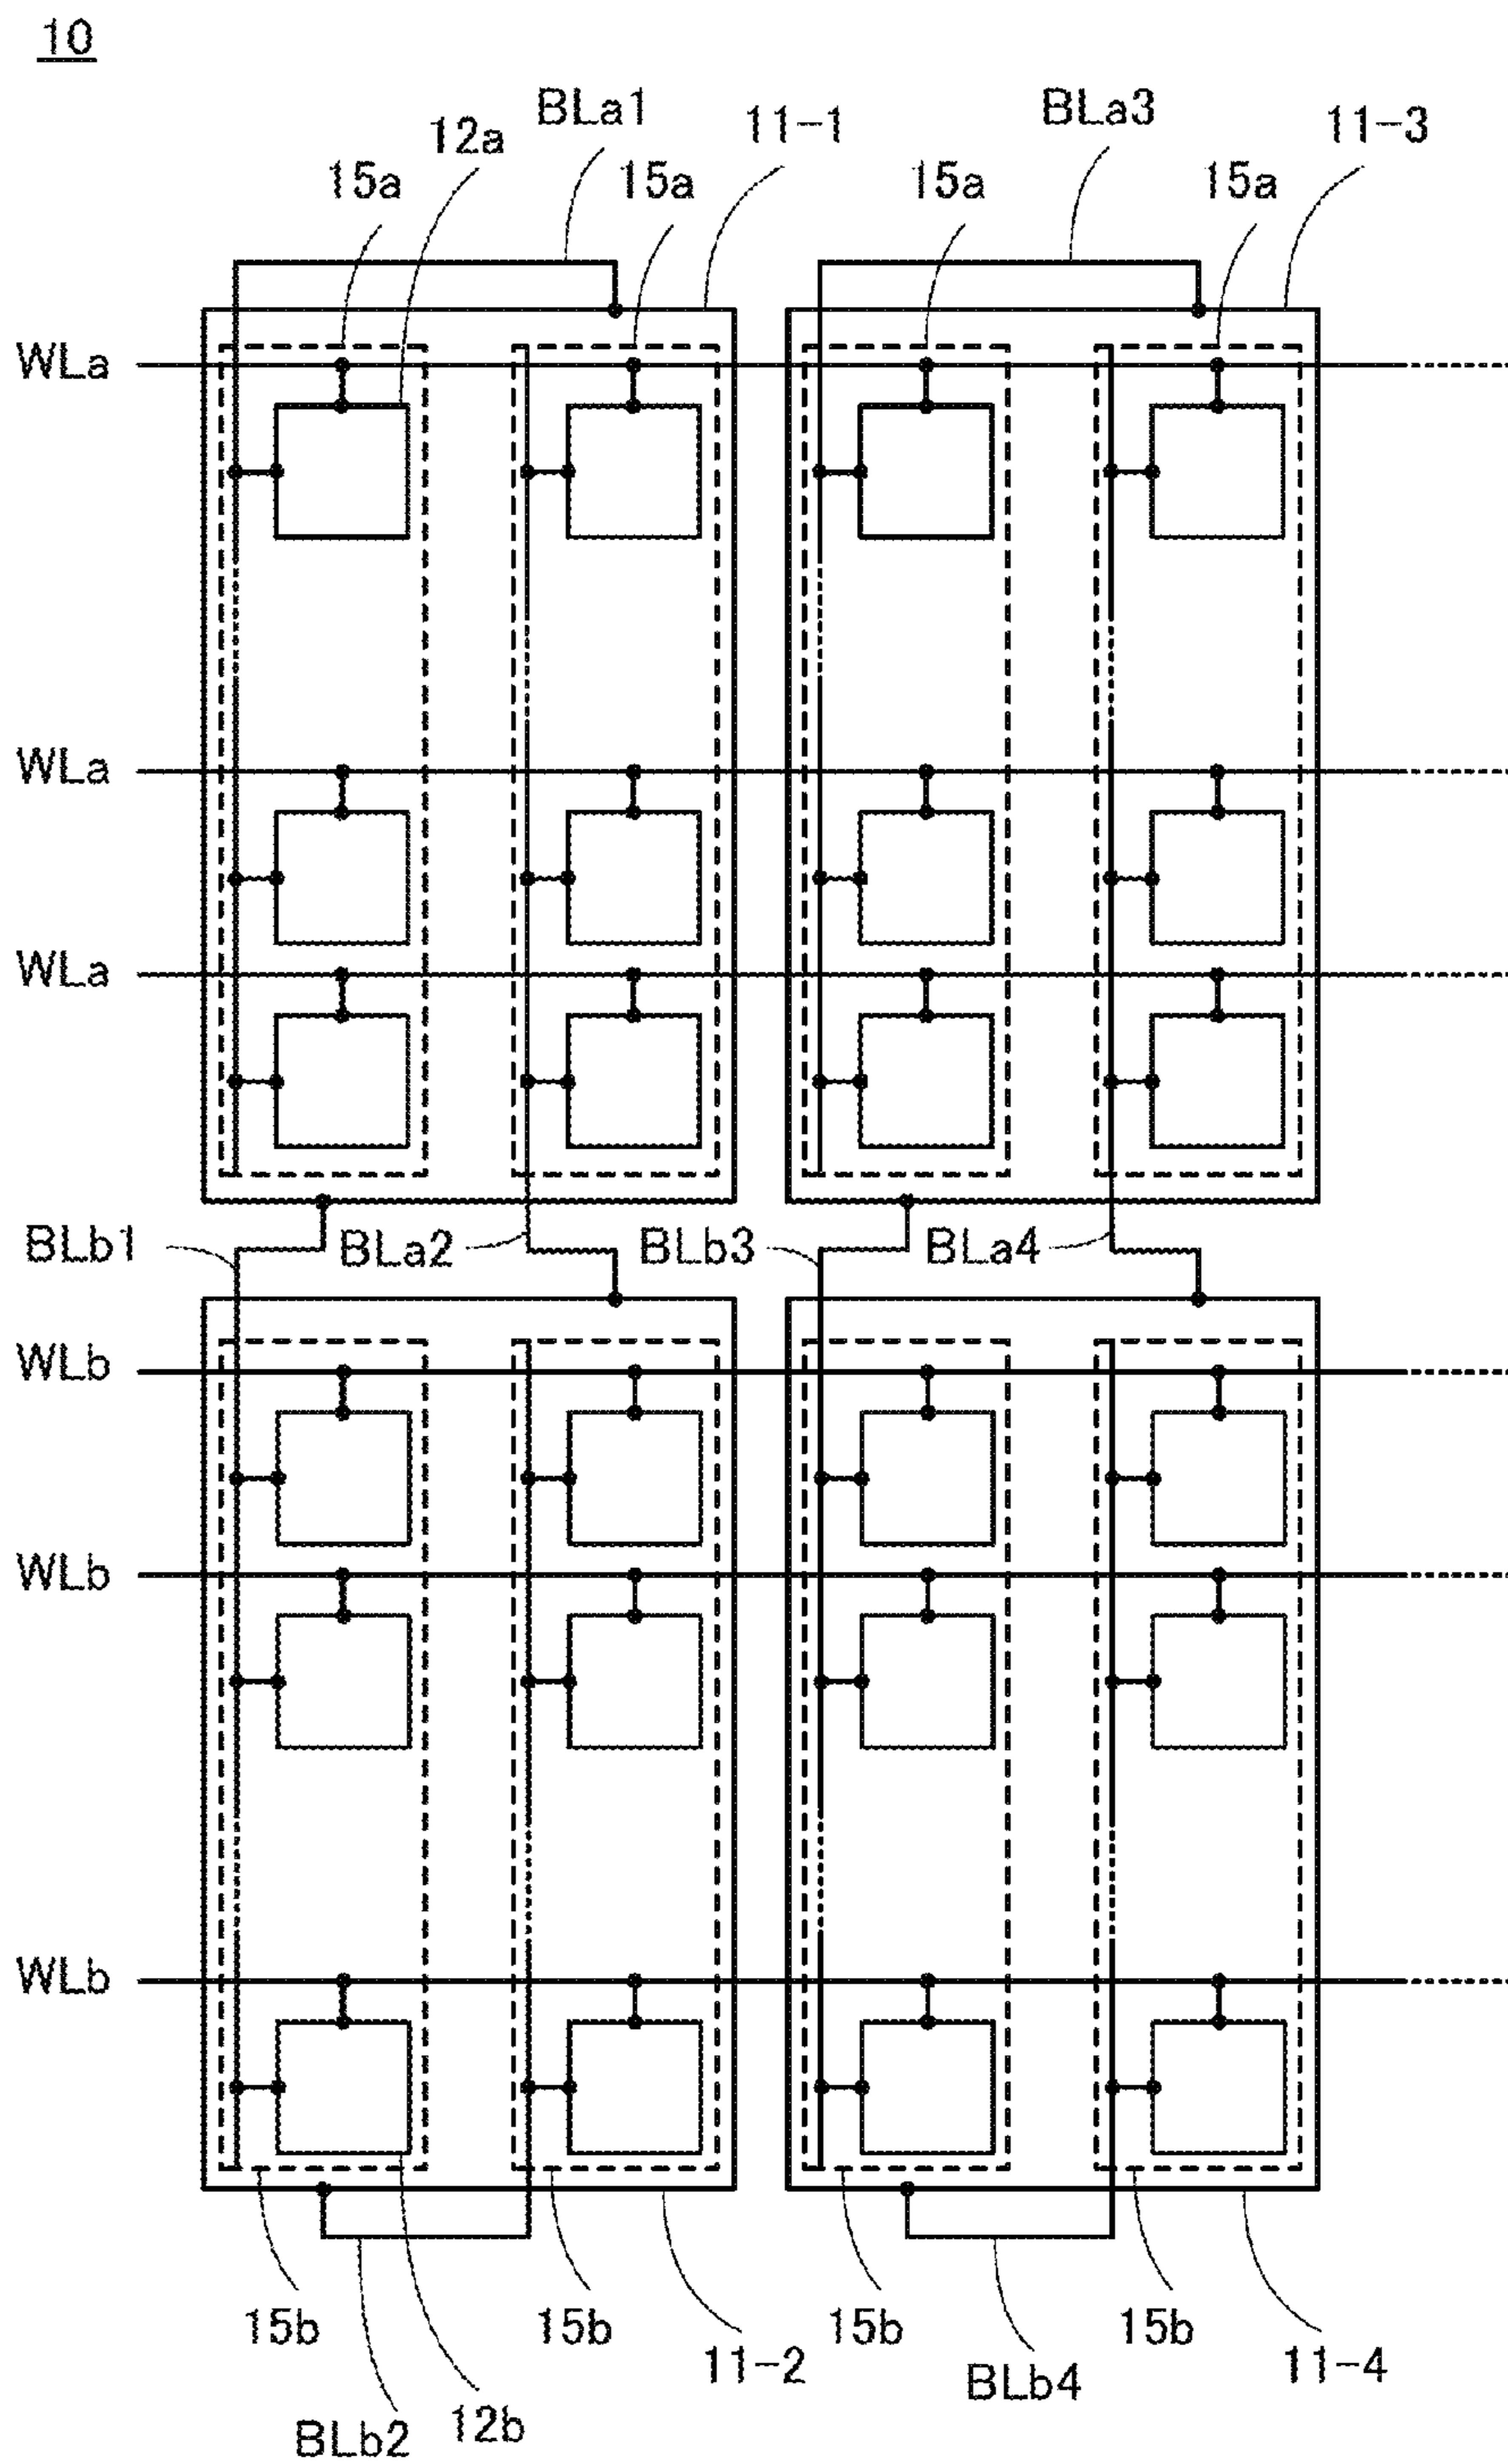 10
BLa1 BLa3
12a 11-1 11-3
15a 15a 15a 15a
WLa
WLa
WLa
BLb1 BLa2 BLb3 BLa4
WLb
WLb
WLb
15b 15b 15b 15b
11-2 11-4
BLb4
12b
BLb2